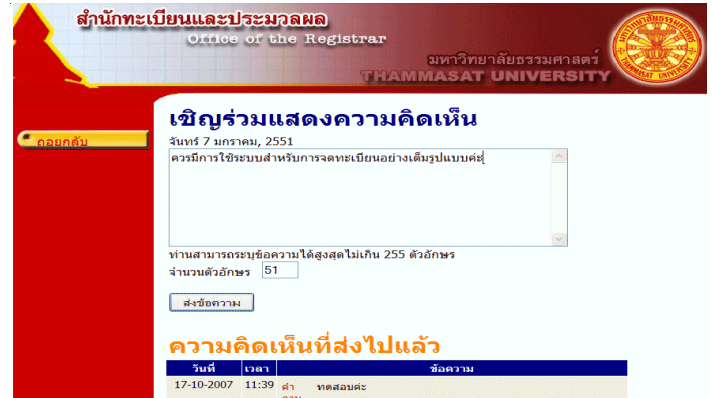 สำนักทะเบียนและประมวลผล
Office of the Registrar
มหาวิทยาลัยธรรมศาสตร์
THAMMASAT UNIVERSITY
ถอยกลับ
เชิญร่วมแสดงความคิดเห็น
จันทร์ 7 มกราคม, 2551
ควรมีการใช้ระบบสำหรับการจดทะเบียนอย่างเต็มรูปแบบค่ะ
ท่านสามารถระบุข้อความได้สูงสุดไม่เกิน 255 ตัวอักษร
จำนวนตัวอักษร 51
ส่งข้อความ
ความคิดเห็นที่ส่งไปแล้ว
วันที่ เวลา ข้อความ
17-10-2007 11:39 คำ ทดสอบค่ะ